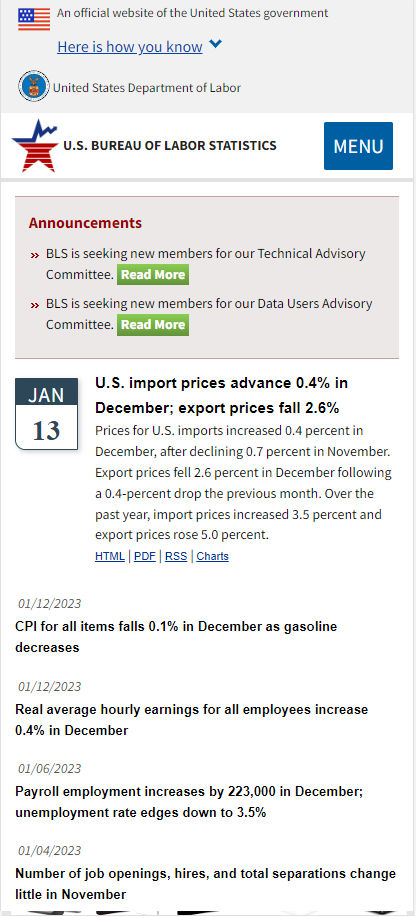 An official website of the United States government
Here is how you know
United States Department of Labor
U.S. BUREAU OF LABOR STATISTICS
MENU
Announcements
» BLS is seeking new members for our Technical Advisory
Committee. Read More
» BLS is seeking new members for our Data Users Advisory
Committee. Read More
JAN
13
U.S. import prices advance 0.4% in
December; export prices fall 2.6%
Prices for U.S. imports increased 0.4 percent in
December, after declining 0.7 percent in November.
Export prices fell 2.6 percent in December following
a 0.4-percent drop the previous month. Over the
past year, import prices increased 3.5 percent and
export prices rose 5.0 percent.
HTML | PDF | RSS | Charts
01/12/2023
CPI for all items falls 0.1% in December as gasoline
decreases
01/12/2023
Real average hourly earnings for all employees increase
0.4% in December
01/06/2023
Payroll employment increases by 223,000 in December;
unemployment rate edges down to 3.5%
01/04/2023
Number of job openings, hires, and total separations change
little in November